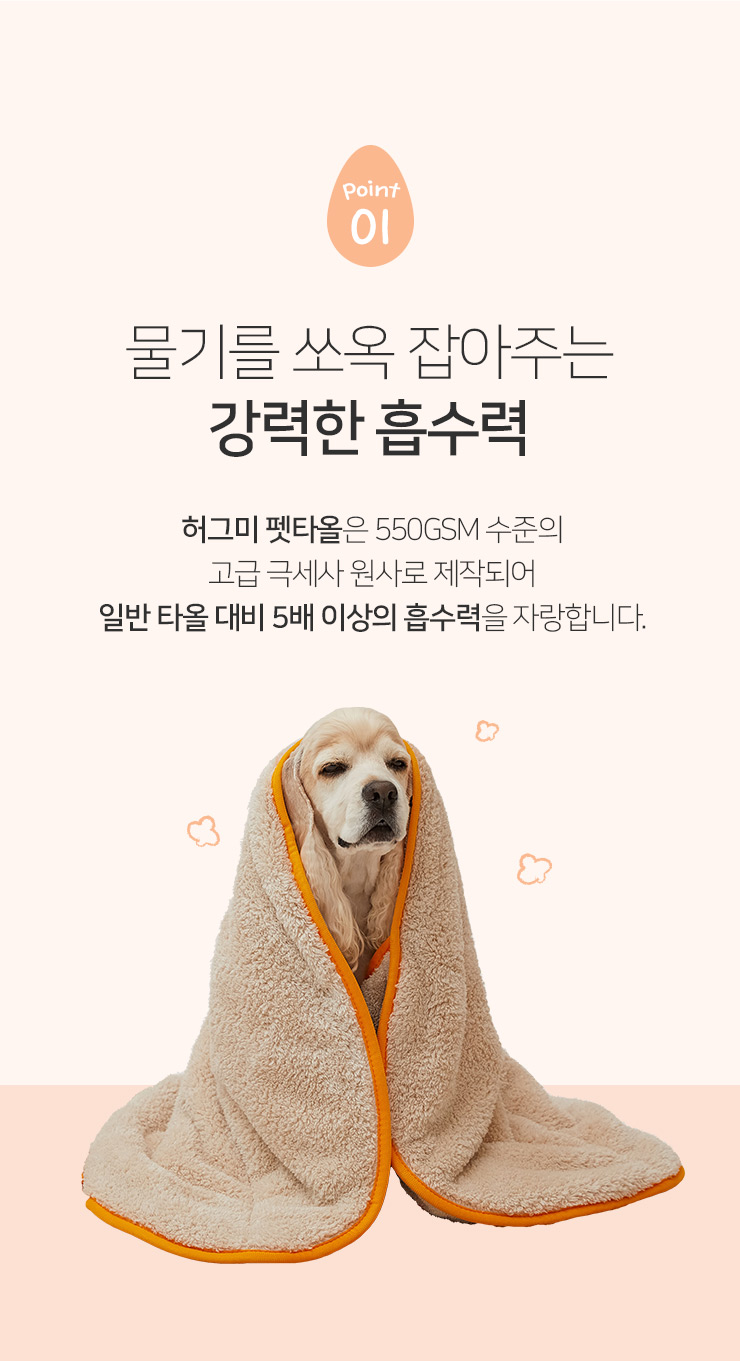 Point
01
물기를 쏘옥 잡아주는
강력한 흡수력
허그미 펫타올은 550GSM 수준의
고급 극세사 원사로 제작되어
일반 타올 대비 5배 이상의 흡수력을 자랑합니다.